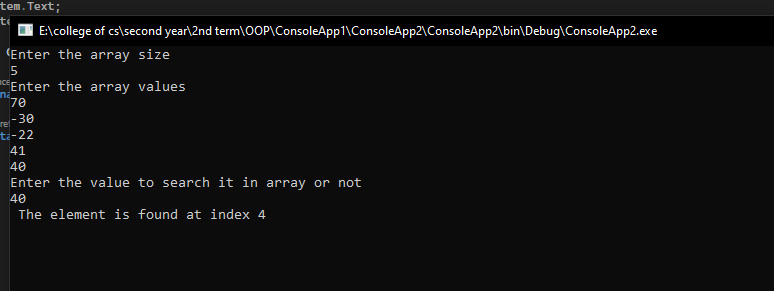 tem.Text;
E:\college of cs\second year\2nd term\OOP\ConsoleApp1\ConsoleApp2\ConsoleApp2\bin\Debug\ConsoleApp2.exe
Enter the array size
5
Enter the array values
70
-30
-22
41
40
Enter the value to search it in array or not
40
The element is found at index 4